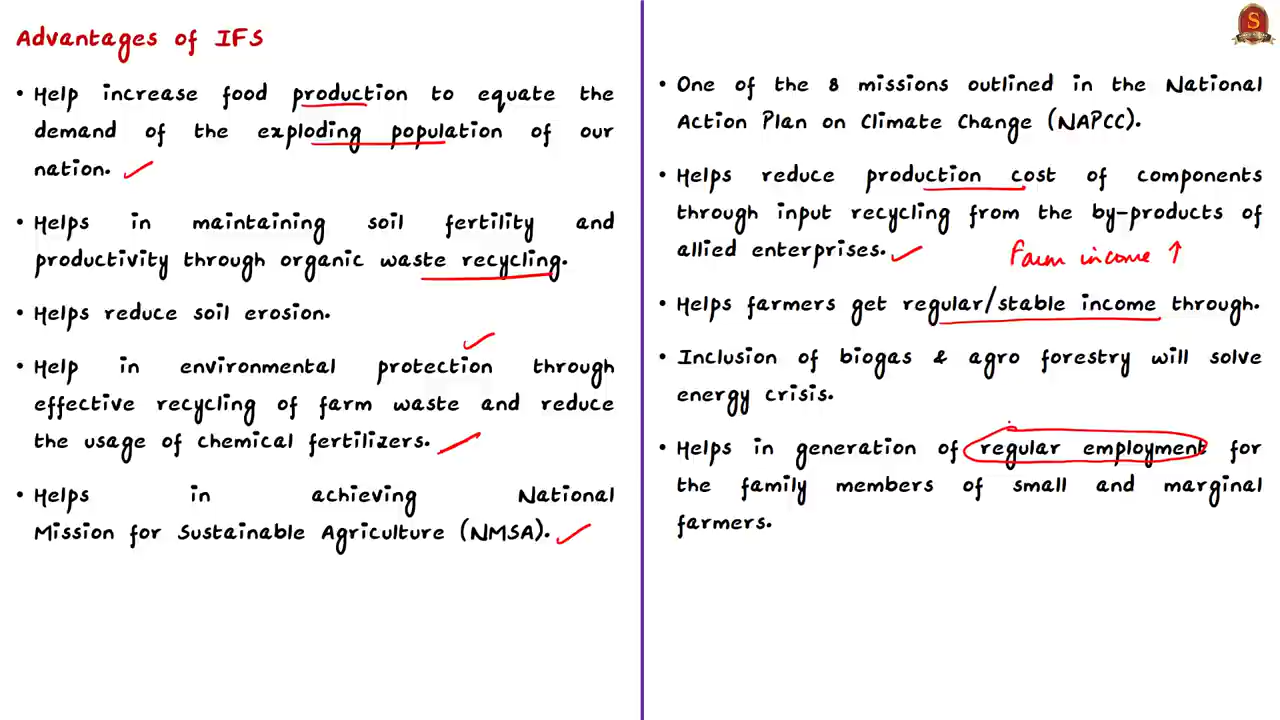 Advantages of IFS
• Help increase food production to equate the
demand of the exploding population of our
nation.
• Helps in maintaining soil fertility and
productivity through organic waste recycling.
• Helps reduce soil erosion.
• Help in environmental protection through
effective recycling of farm waste and reduce
the usage of chemical fertilizers.
• Helps in achieving National
Mission for Sustainable Agriculture (NMSA).
• One of the 8 missions outlined in the National
Action Plan on Climate Change (NAPCC).
• Helps reduce production cost of components
through input recycling from the by-products of
allied enterprises.
Farm income ↑
• Helps farmers get regular/stable income through.
• Inclusion of biogas & agro forestry will solve
energy crisis.
• Helps in generation of regular employment for
the family members of small and marginal
farmers.
S